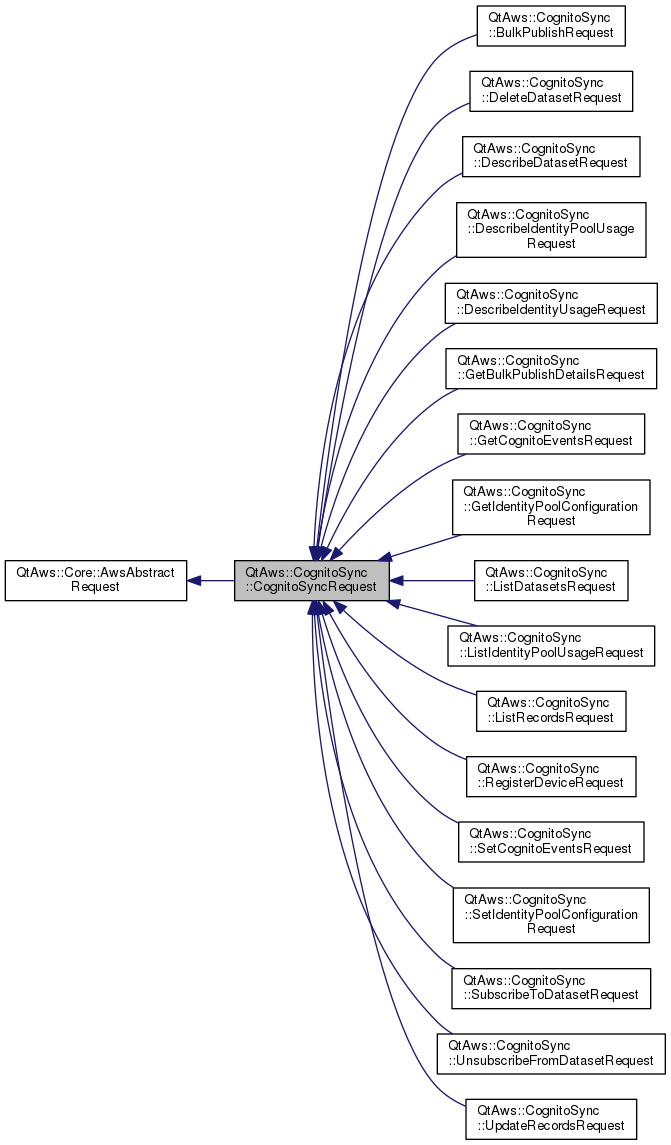 QtAws::CognitoSync
::BulkPublishRequest
QtAws::CognitoSync
::DeleteDatasetRequest
QtAws::CognitoSync
::DescribeDatasetRequest
QtAws::CognitoSync
::DescribeIdentityPoolUsage
Request
QtAws::CognitoSync
::DescribeIdentityUsageRequest
QtAws::CognitoSync
::GetBulkPublishDetailsRequest
QtAws::CognitoSync
::GetCognitoEventsRequest
QtAws::CognitoSync
::GetIdentityPoolConfiguration
Request
QtAws::Core::AwsAbstract
Request
QtAws::CognitoSync
::CognitoSyncRequest
QtAws::CognitoSync
::ListDatasetsRequest
QtAws::CognitoSync
::ListIdentityPoolUsageRequest
QtAws::CognitoSync
::ListRecordsRequest
QtAws::CognitoSync
::RegisterDeviceRequest
QtAws::CognitoSync
::SetCognitoEventsRequest
QtAws::CognitoSync
::SetIdentityPoolConfiguration
Request
QtAws::CognitoSync
::SubscribeToDatasetRequest
QtAws::CognitoSync
::UnsubscribeFromDatasetRequest
QtAws::CognitoSync
::UpdateRecordsRequest